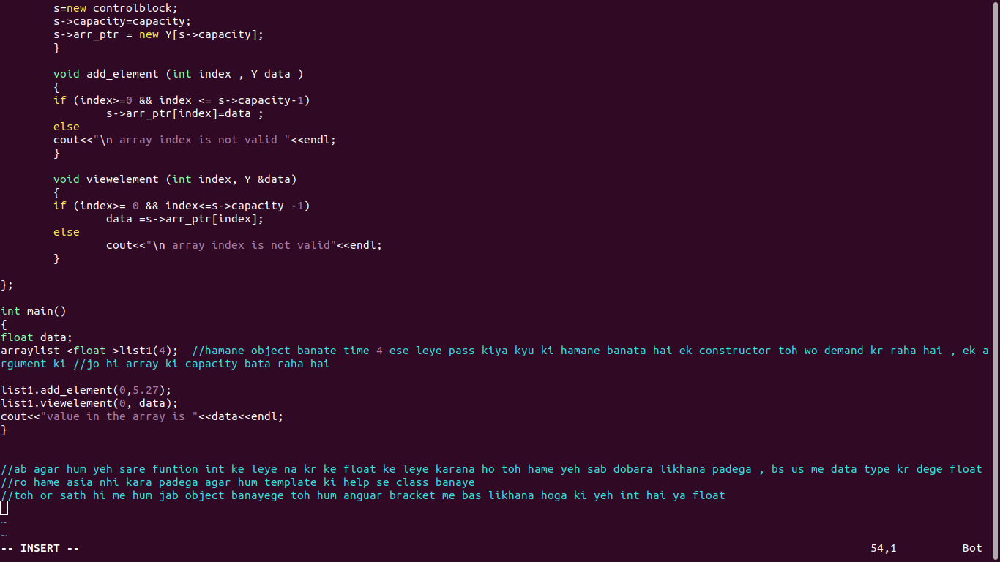 s=new controlblock;
        s->capacity=capacity;
        s->arr_ptr = new Y[s->capacity];
        }

        void add_element (int index , Y data )
        {
        if (index>=0 && index <= s->capacity-1)
                s->arr_ptr[index]=data ;
        else
        cout<<"\n array index is not valid "<<endl;
        }

        void viewelement (int index, Y &data)
        {
        if (index>= 0 && index<=s->capacity -1)
                data =s->arr_ptr[index];
        else
                cout<<"\n array index is not valid"<<endl;
        }

};

int main()
{
float data;
arraylist <float >list1(4);  //hamane object banate time 4 ese leye pass kiya kyu ki hamane banata hai ek constructor toh wo demand kr raha hai , ek a
rgument ki //jo hi array ki capacity bata raha hai

list1.add_element(0,5.27);
list1.viewelement(0, data);
cout<<"value in the array is "<<data<<endl;
}


//ab agar hum yeh sare funtion int ke leye na kr ke float ke leye karana ho toh hame yeh sab dobara likhana padega , bs us me data type kr dege float
//ro hame asia nhi kara padega agar hum template ki help se class banaye
//toh or sath hi me hum jab object banayege toh hum anguar bracket me bas likhana hoga ki yeh int hai ya float

~
~
-- INSERT --                                                                                                                        54,1          Bot